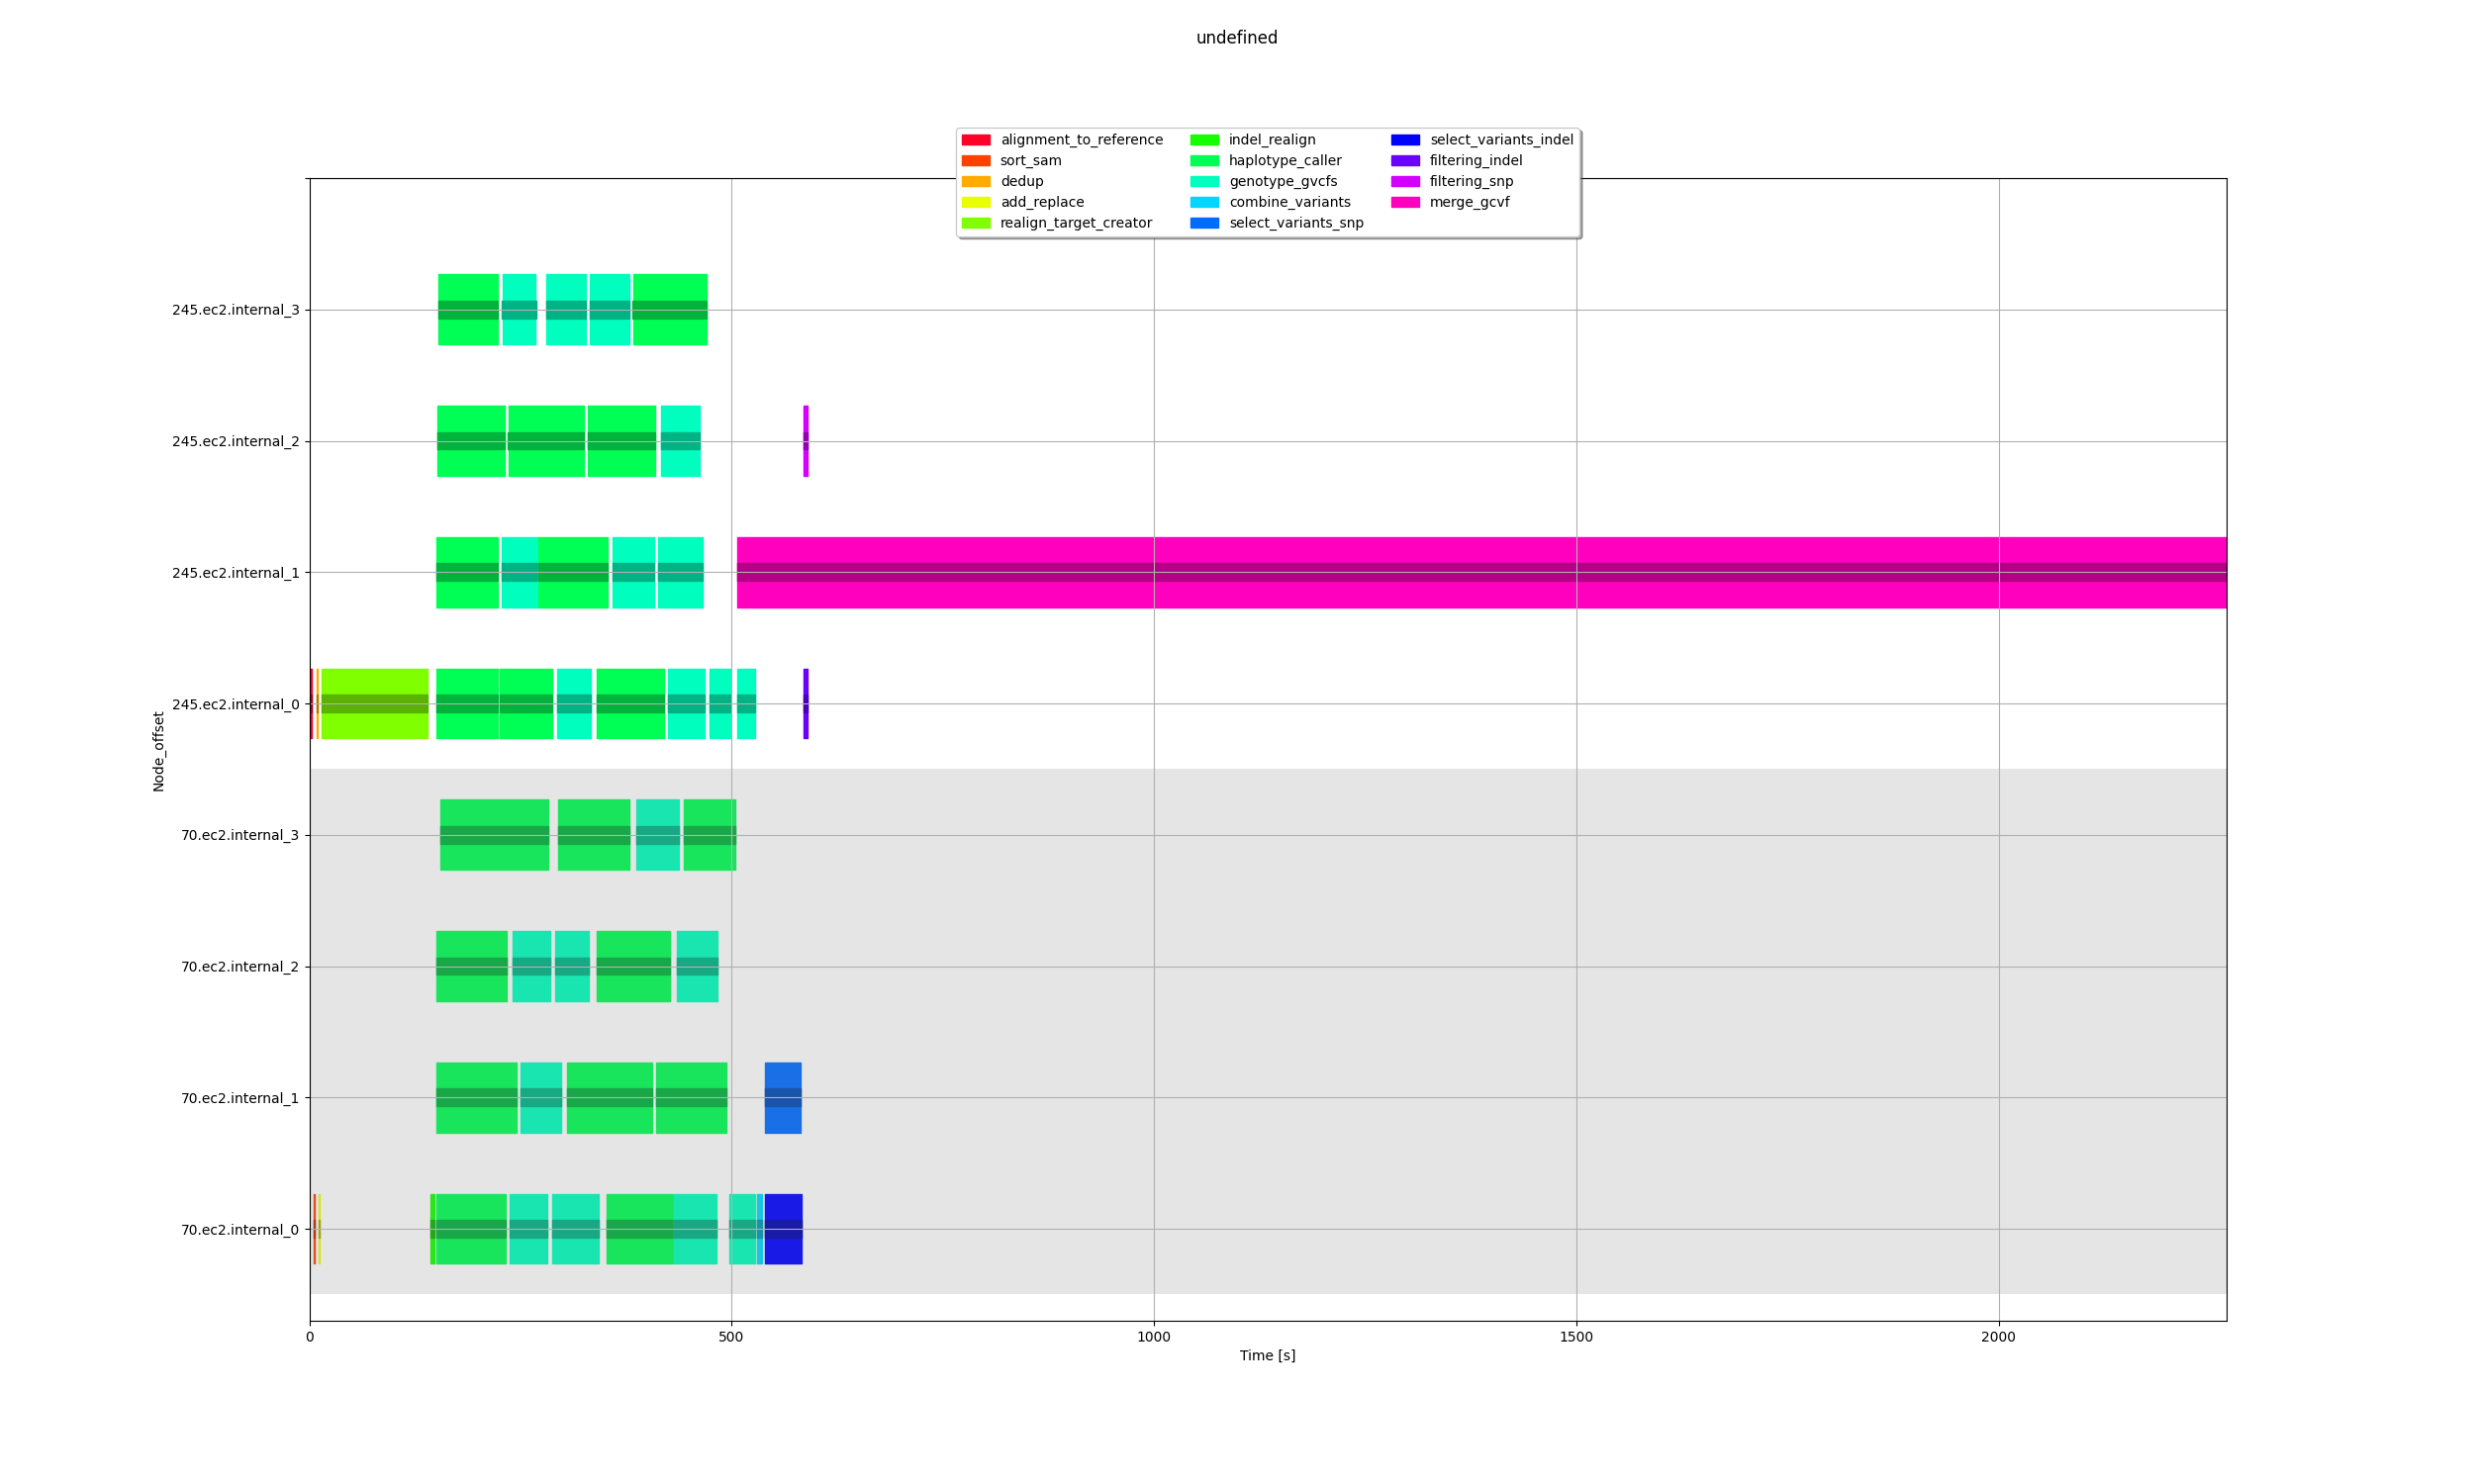 undefined
alignment_to_reference
sort_sam
dedup
add_replace
realign_target_creator
indel_realign
haplotype_caller
genotype_gvcfs
combine_variants
select_variants_snp
select_variants_indel
filtering_indel
filtering_snp
merge_gcvf
Node_offset
245.ec2.internal_3
245.ec2.internal_2
245.ec2.internal_1
245.ec2.internal_0
70.ec2.internal_3
70.ec2.internal_2
70.ec2.internal_1
70.ec2.internal_0
0 500 1000 1500 2000
Time [s]